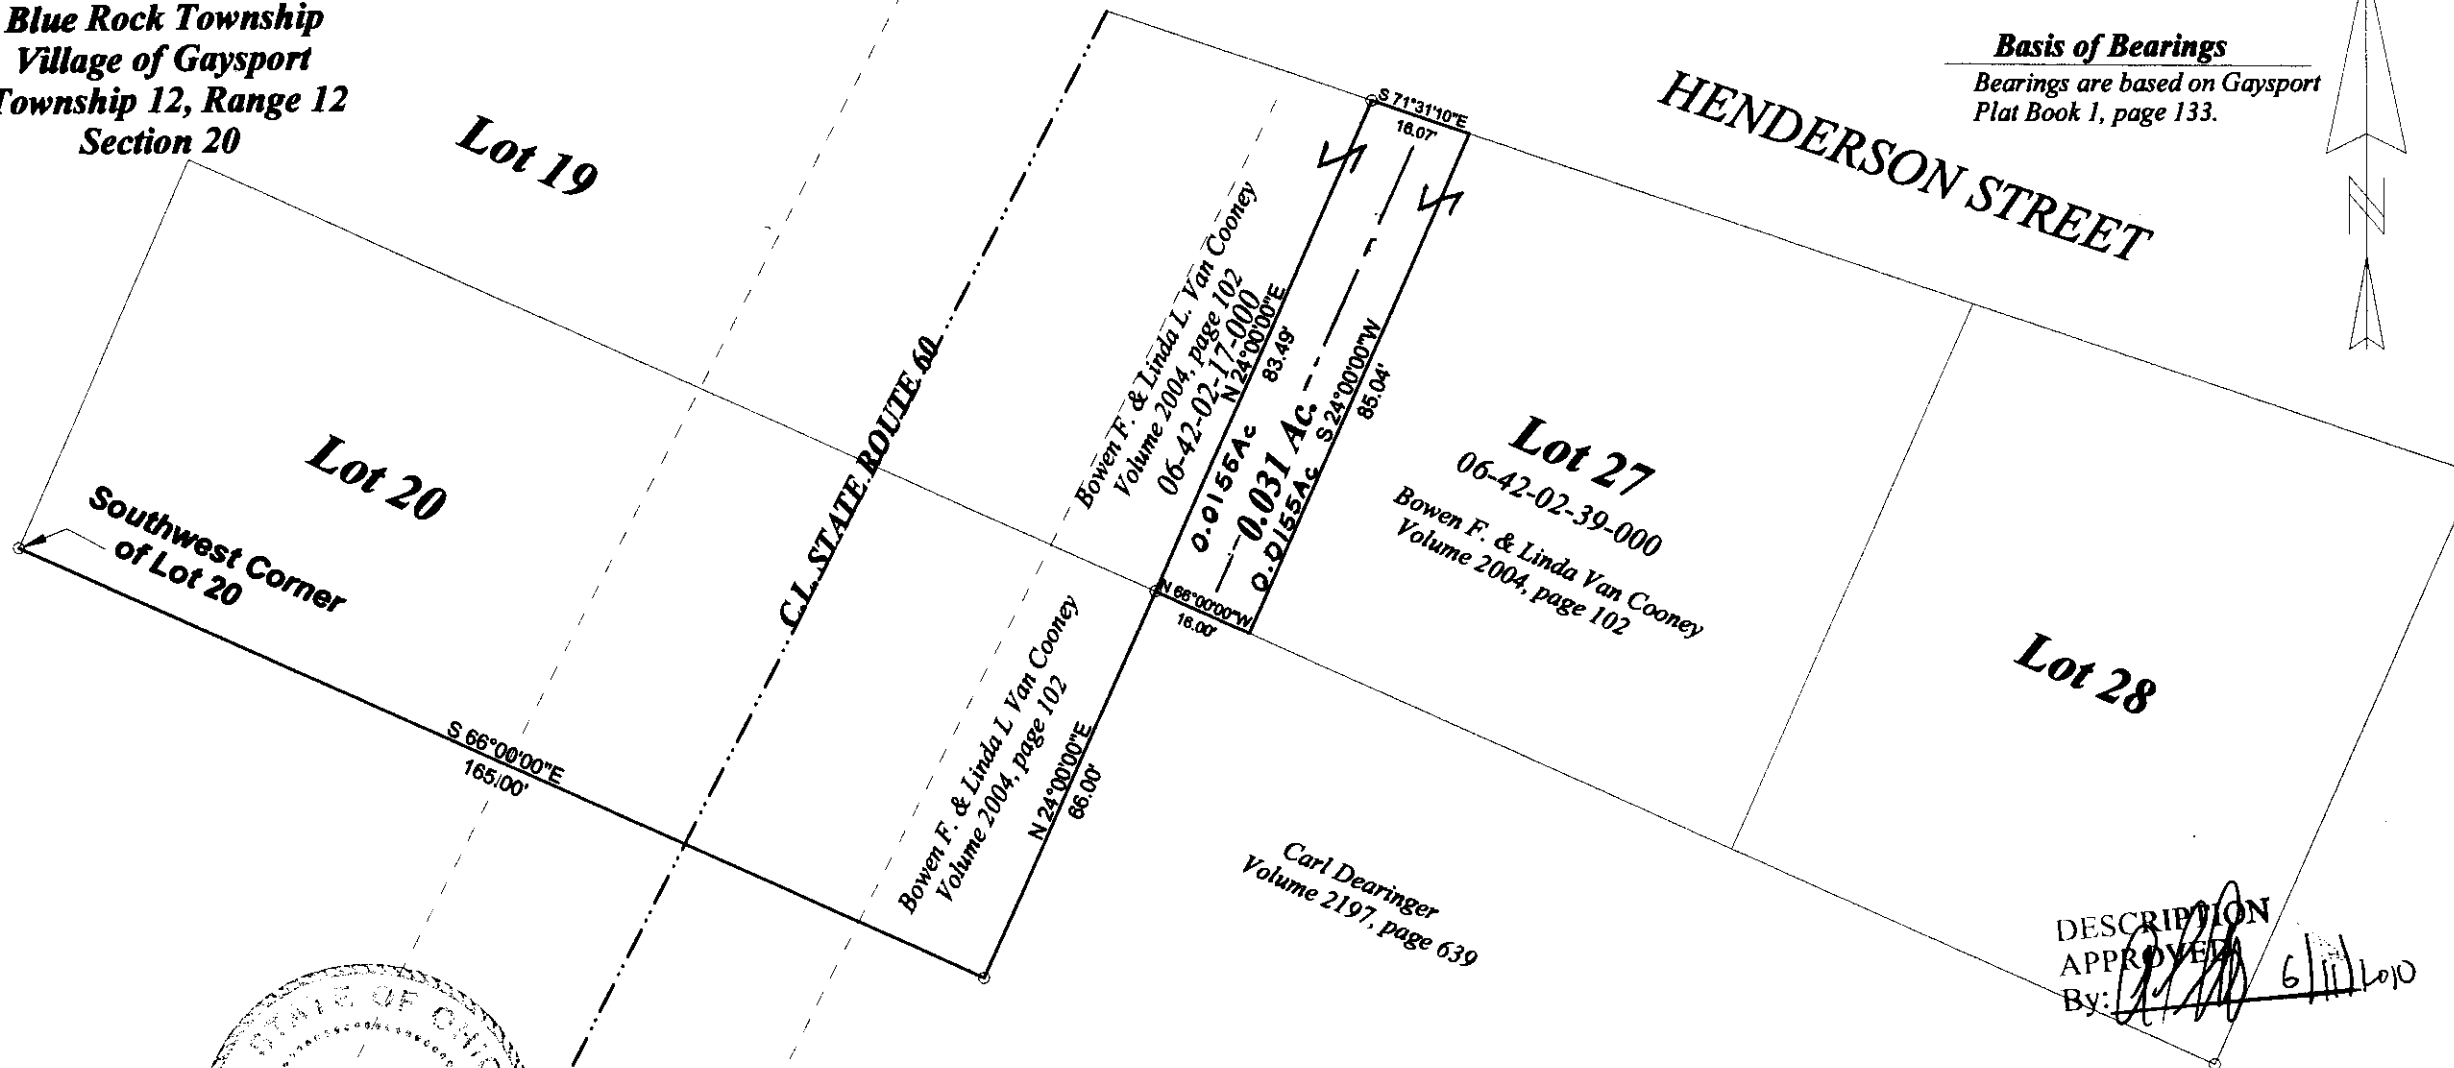 Blue Rock Township
Village of Gaysport
Township 12, Range 12
Section 20
Basis of Bearings
Bearings are based on Gaysport
Plat Book 1, page 133.
N
HENDERSON STREET
S 71°31'10"E
16.07'
Lot 19
Lot 20
Southwest Corner
of Lot 20
C.L. STATE ROUTE 60
Bowen F. & Linda L. Van Cooney
Volume 2004, page 102
06-42-02-17-000
N 24°00'00"E
83.49'
0.0155Ac
0.031 Ac.
0.0155Ac
S 24°00'00"W
85.04'
N 66°00'00"W
16.00'
Lot 27
06-42-02-39-000
Bowen F. & Linda Van Cooney
Volume 2004, page 102
Lot 28
Bowen F. & Linda L Van Cooney
Volume 2004, page 102
N 24°00'00"E
66.00'
S 66°00'00"E
165.00'
Carl Dearinger
Volume 2197, page 639
DESCRIPTION
APPROVED
By:
6/11/2010
STATE OF OHIO